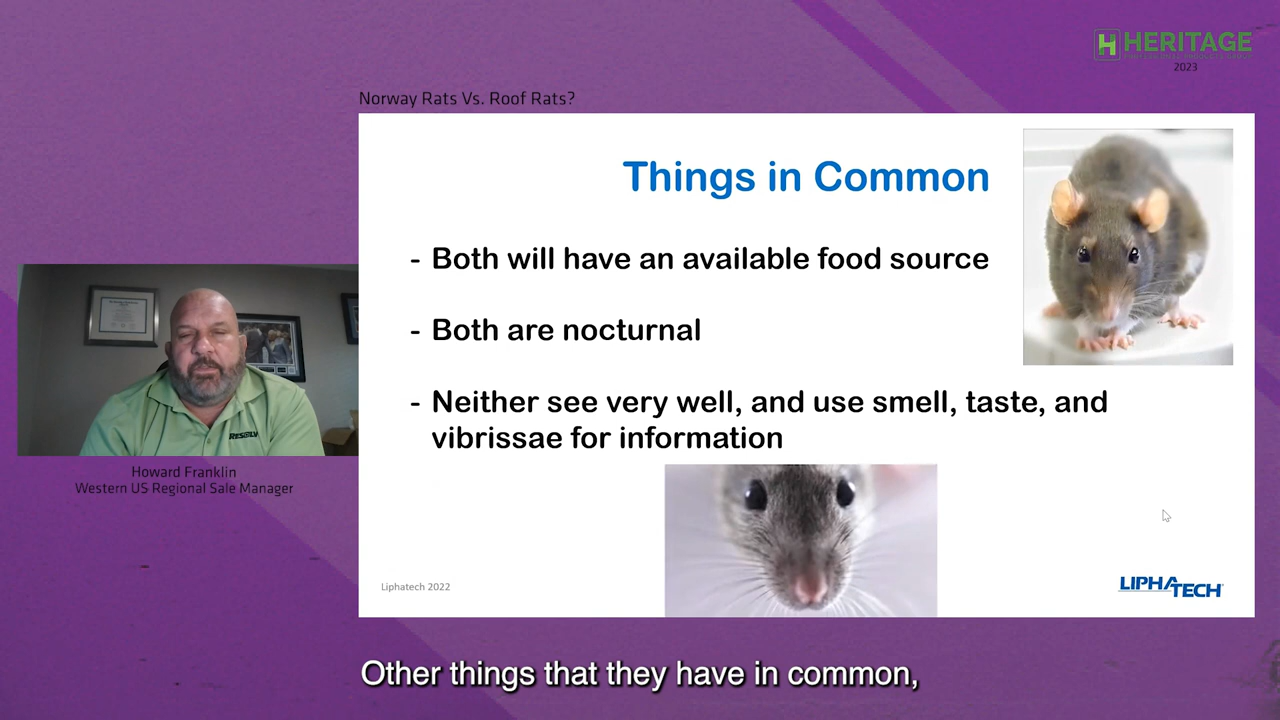 HERITAGE
2023
Norway Rats Vs. Roof Rats?
Things in Common
- Both will have an available food source
- Both are nocturnal
- Neither see very well, and use smell, taste, and
vibrissae for information
Howard Franklin
Western US Regional Sale Manager
Liphatech 2022
LIPHATECH
Other things that they have in common,